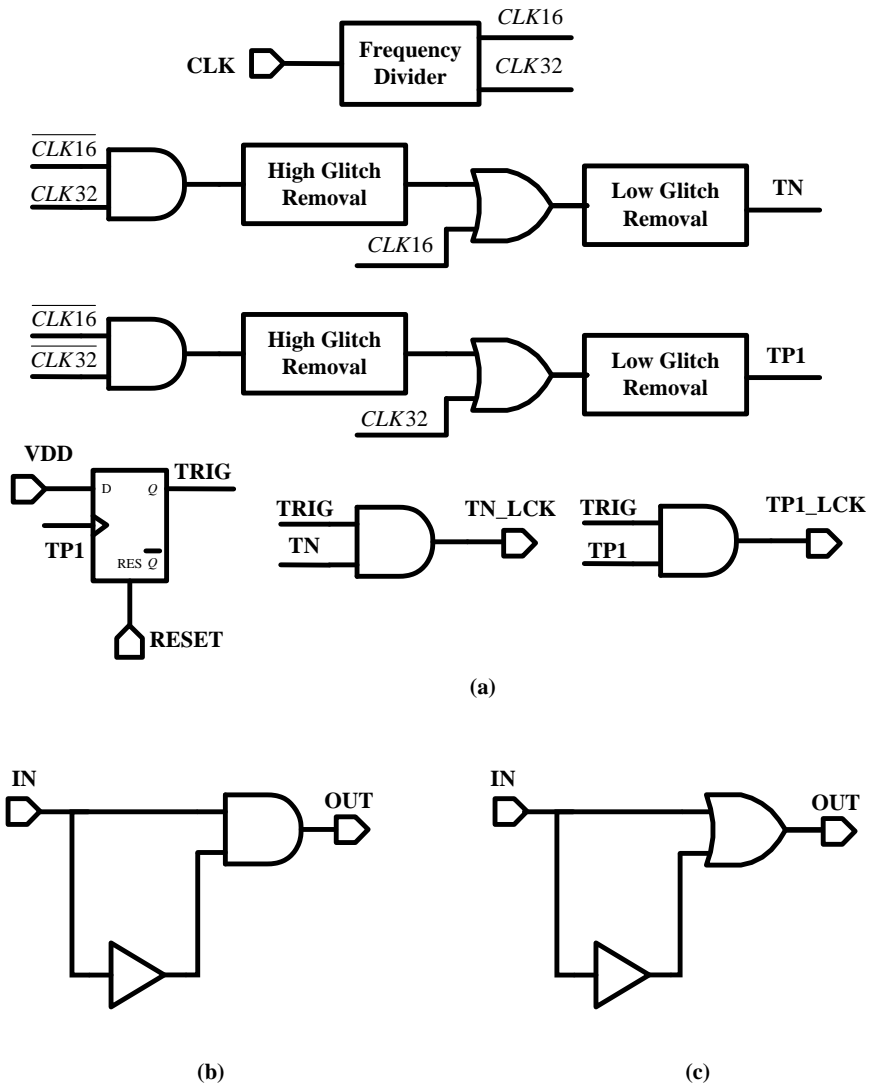 CLK16
CLK
Frequency
Divider
CLK32
CLK16
CLK32
High Glitch
Removal
CLK16
Low Glitch
Removal
TN
CLK16
CLK32
High Glitch
Removal
CLK32
Low Glitch
Removal
TP1
VDD
D
Q
TRIG
TP1
RES
Q
RESET
TRIG
TN
TN_LCK
TRIG
TP1
TP1_LCK
(a)
IN
OUT
(b)
IN
OUT
(c)